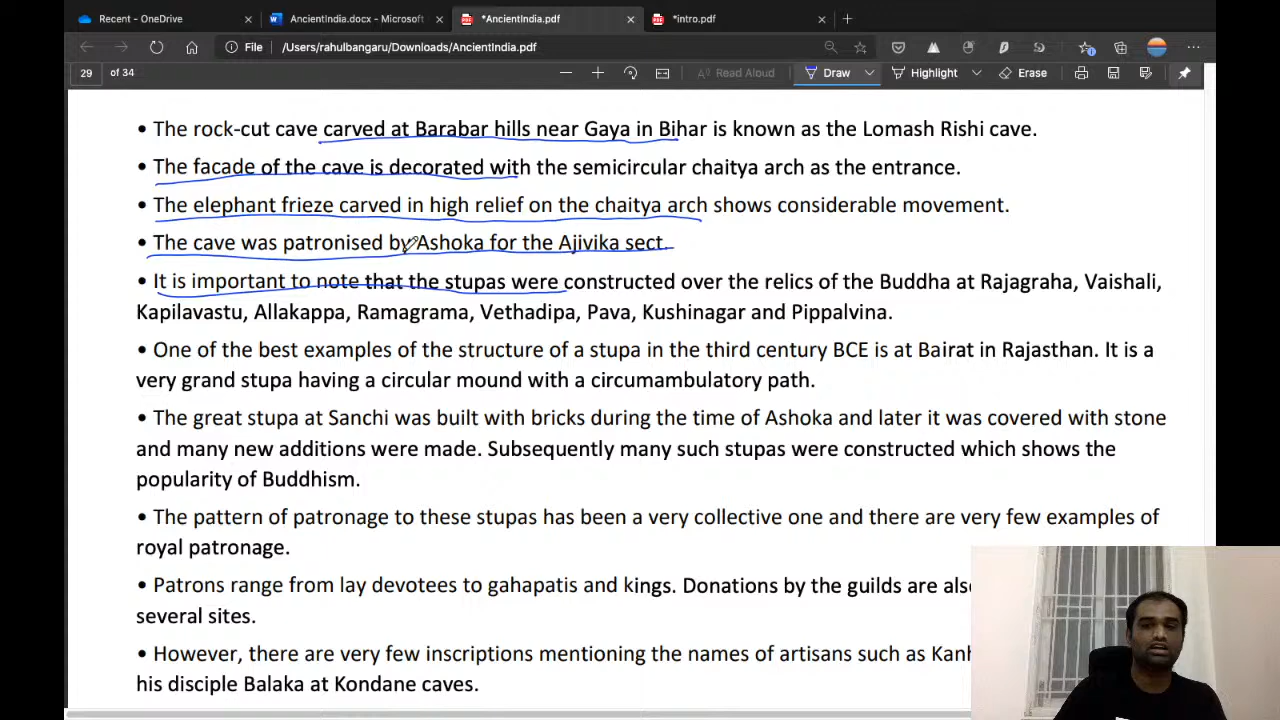 Recent - OneDrive
AncientIndia.docx - Microsoft
*AncientIndia.pdf
*intro.pdf
File
/Users/rahulbangaru/Downloads/AncientIndia.pdf
29 of 34
Read Aloud
Draw
Highlight
Erase
• The rock-cut cave carved at Barabar hills near Gaya in Bihar is known as the Lomash Rishi cave.
• The facade of the cave is decorated with the semicircular chaitya arch as the entrance.
• The elephant frieze carved in high relief on the chaitya arch shows considerable movement.
• The cave was patronised by Ashoka for the Ajivika sect.
• It is important to note that the stupas were constructed over the relics of the Buddha at Rajagraha, Vaishali,
Kapilavastu, Allakappa, Ramagrama, Vethadipa, Pava, Kushinagar and Pippalvina.
• One of the best examples of the structure of a stupa in the third century BCE is at Bairat in Rajasthan. It is a
very grand stupa having a circular mound with a circumambulatory path.
• The great stupa at Sanchi was built with bricks during the time of Ashoka and later it was covered with stone
and many new additions were made. Subsequently many such stupas were constructed which shows the
popularity of Buddhism.
• The pattern of patronage to these stupas has been a very collective one and there are very few examples of
royal patronage.
• Patrons range from lay devotees to gahapatis and kings. Donations by the guilds are also
several sites.
• However, there are very few inscriptions mentioning the names of artisans such as Kanh
his disciple Balaka at Kondane caves.